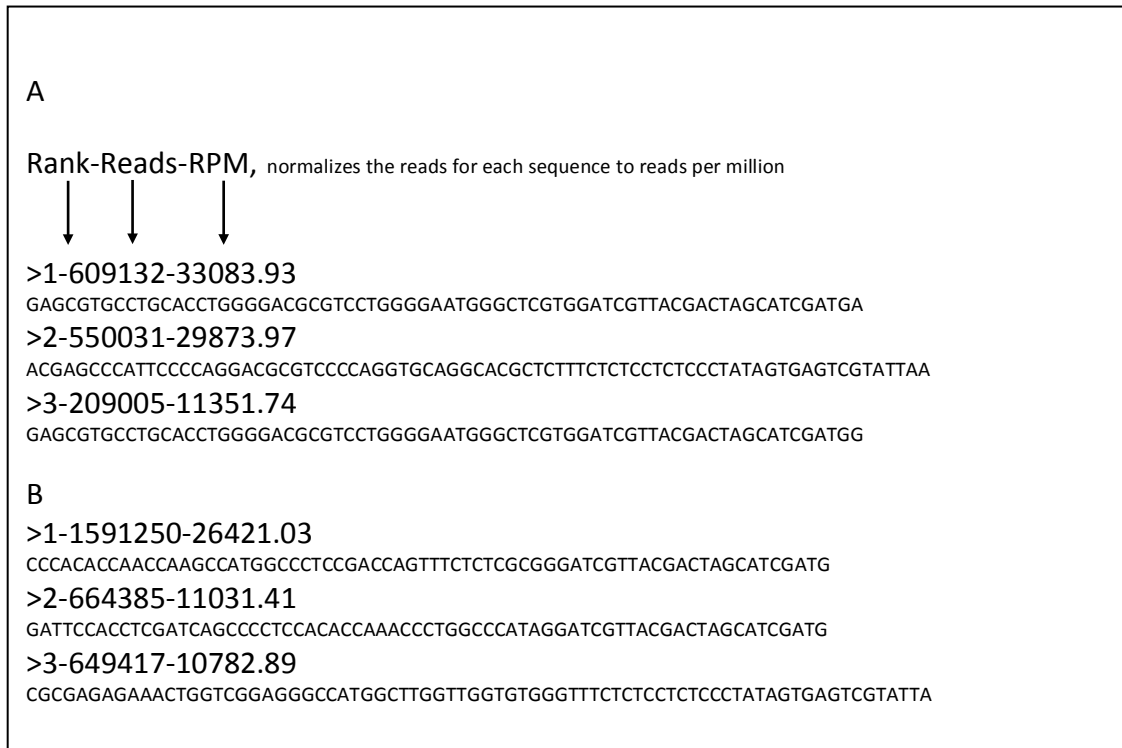 A
Rank-Reads-RPM, normalizes the reads for each sequence to reads per million
>1-609132-33083.93
GAGCGTGCCTGCACCTGGGGACGCGTCCTGGGGAATGGGCTCGTGGATCGTTACGACTAGCATCGATGA
>2-550031-29873.97
ACGAGCCCATTCCCCAGGACGCGTCCCCAGGTGCAGGCACGCTCTTTCTCTCCTCTCCCTATAGTGAGTCGTATTAA
>3-209005-11351.74
GAGCGTGCCTGCACCTGGGGACGCGTCCTGGGGAATGGGCTCGTGGATCGTTACGACTAGCATCGATGG
B
>1-1591250-26421.03
CCCACACCAACCAAGCCATGGCCCTCCGACCAGTTTCTCTCGCGGGATCGTTACGACTAGCATCGATG
>2-664385-11031.41
GATTCCACCTCGATCAGCCCCTCCACACCAAACCCTGGCCCATAGGATCGTTACGACTAGCATCGATG
>3-649417-10782.89
CGCGAGAGAAACTGGTCGGAGGGCCATGGCTTGGTTGGTGTGGGTTTCTCTCCTCTCCCTATAGTGAGTCGTATTA